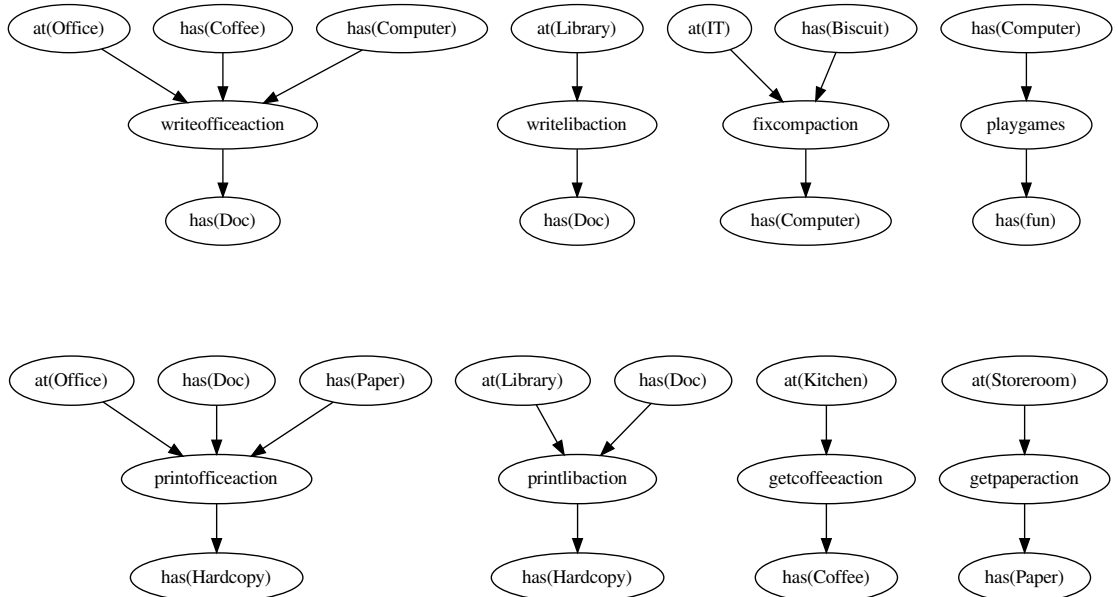 at(Office) has(Coffee) has(Computer) at(Library) at(IT) has(Biscuit) has(Computer)
writeofficeaction writelibaction fixcompaction playgames
has(Doc) has(Doc) has(Computer) has(fun)
at(Office) has(Doc) has(Paper) at(Library) has(Doc) at(Kitchen) at(Storeroom)
printofficeaction printlibaction getcoffeeaction getpaperaction
has(Hardcopy) has(Hardcopy) has(Coffee) has(Paper)